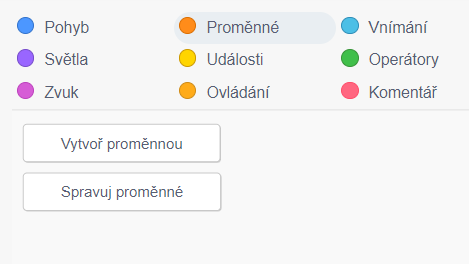 Pohyb Proměnné Vnímání
Světla Události Operátory
Zvuk Ovládání Komentář
Vytvoř proměnnou
Spravuj proměnné